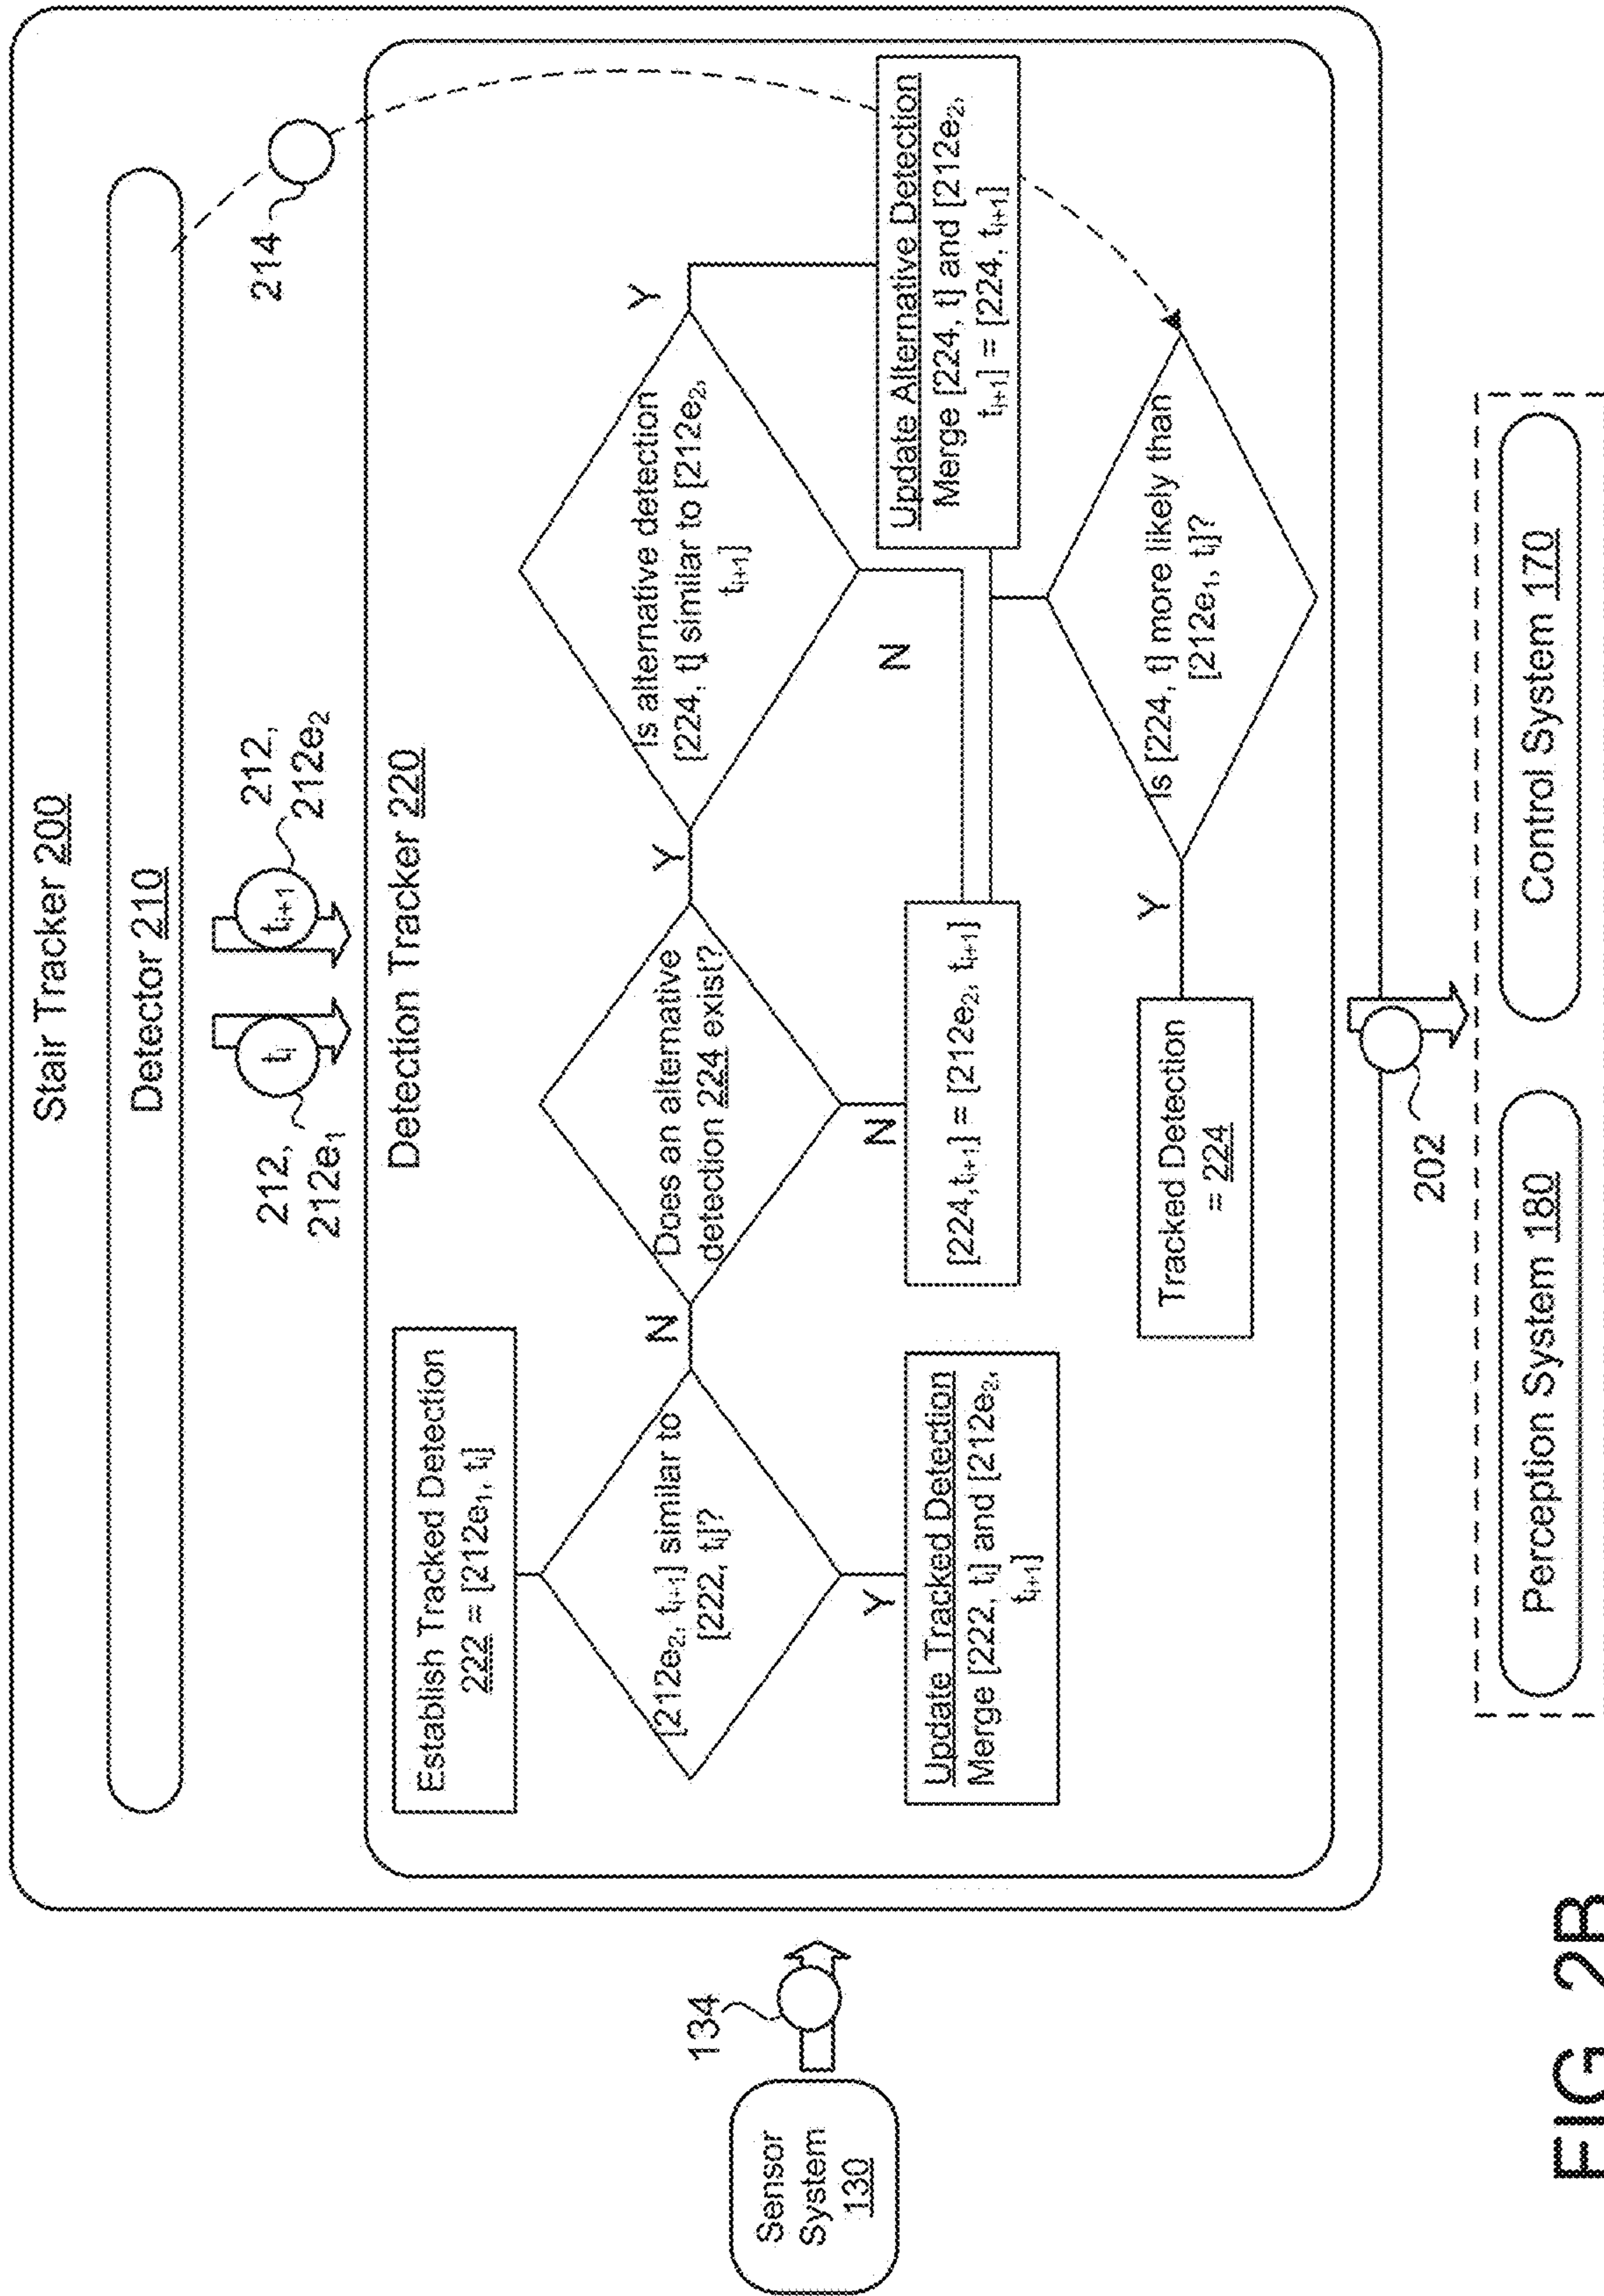 Stair Tracker 200
Detector 210
214
212,
212e₁
tᵢ
tᵢ₊₁
212,
212e₂
Detection Tracker 220
Establish Tracked Detection
222 = [212e₁, tᵢ]
[212e₂, tᵢ₊₁] similar to
[222, tᵢ]?
N
Y
Does an alternative
detection 224 exist?
Y
N
Is alternative detection
[224, tᵢ] similar to [212e₂,
tᵢ₊₁]
Y
N
Update Tracked Detection
Merge [222, tᵢ] and [212e₂,
tᵢ₊₁]
[224,tᵢ₊₁] = [212e₂, tᵢ₊₁]
Update Alternative Detection
Merge [224, tᵢ] and [212e₂,
tᵢ₊₁] = [224, tᵢ₊₁]
Tracked Detection
= 224
Y
Is [224, tᵢ] more likely than
[212e₁, tᵢ]?
Sensor
System
130
134
202
Perception System 180
Control System 170
FIG. 2B